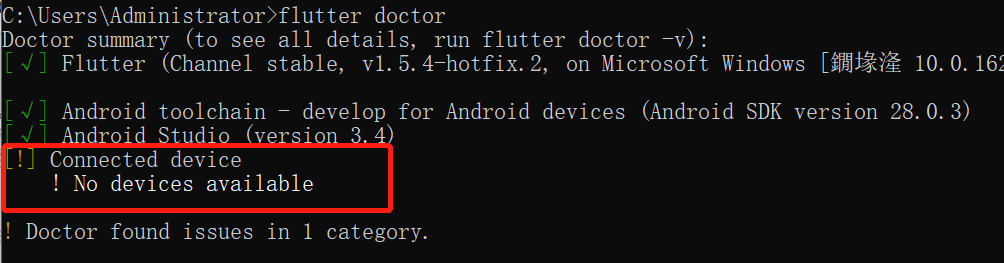 C:\Users\Administrator>flutter doctor
Doctor summary (to see all details, run flutter doctor -v):
[√] Flutter (Channel stable, v1.5.4-hotfix.2, on Microsoft Windows [鐗堟湰 10.0.162
[√] Android toolchain - develop for Android devices (Android SDK version 28.0.3)
[√] Android Studio (version 3.4)
[!] Connected device
! No devices available
! Doctor found issues in 1 category.